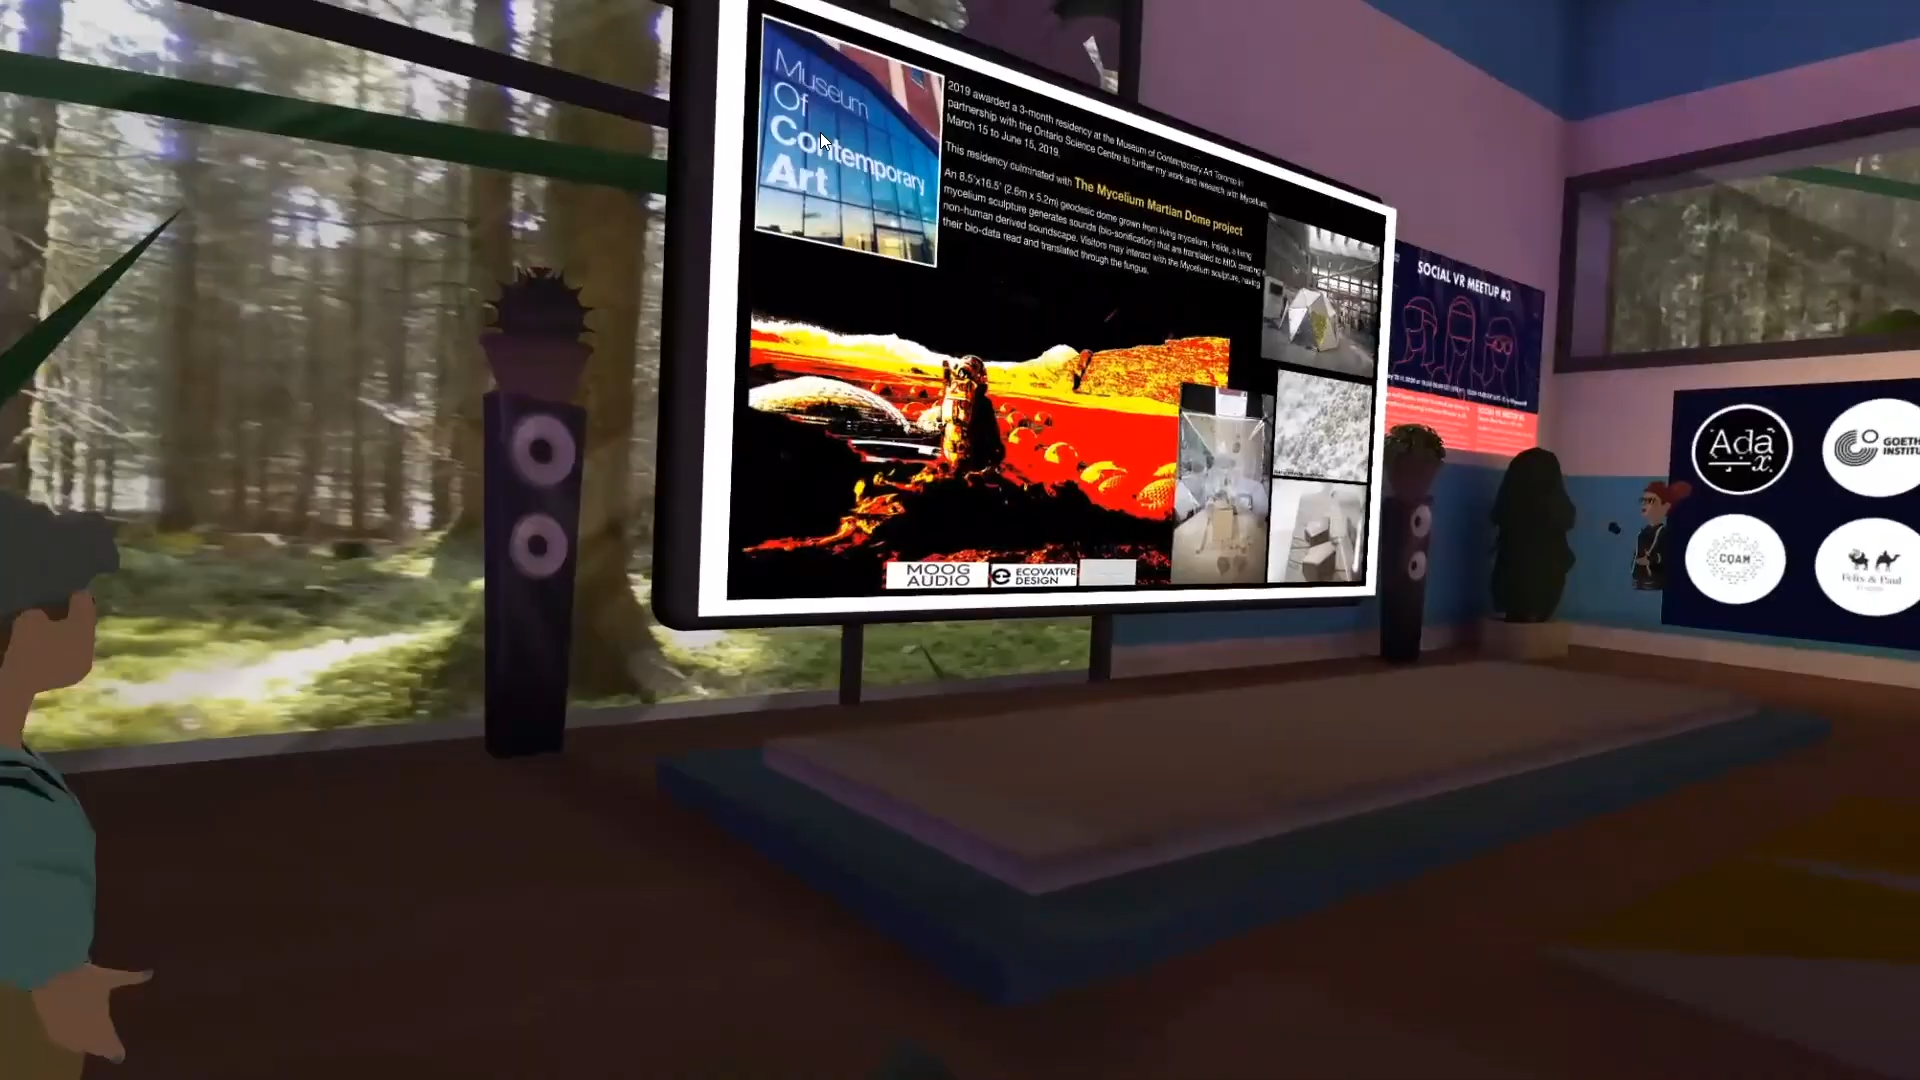 Museum
Of
Contemporary
Art
2019 awarded a 3-month residency at the Museum of Contemporary Art Toronto in
partnership with the Ontario Science Centre to further my work and research with Mycelium,
March 15 to June 15, 2019.
This residency culminated with The Mycelium Martian Dome project
An 8.5'x16.5' (2.6m x 5.2m) geodesic dome grown from living mycelium. Inside, a living
mycelium sculpture generates sounds (bio-sonification) that are translated to MIDI creating a
non-human derived soundscape. Visitors may interact with the Mycelium sculpture, having
their bio-data read and translated through the fungus.
MOOG
AUDIO
ECOVATIVE
DESIGN
SOCIAL VR MEETUP #3
Ada
x
GOETH
INSTITU
CQAM
Felix & Paul